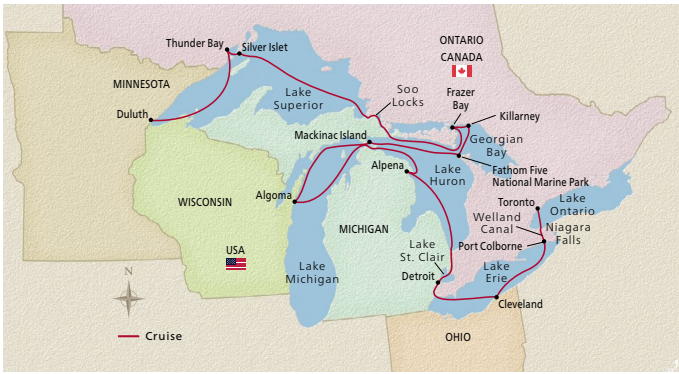 Thunder Bay
Silver Islet
ONTARIO
CANADA
MINNESOTA
Lake
Superior
Soo
Locks
Frazer
Bay
Killarney
Duluth
Mackinac Island
Georgian
Bay
Alpena
Lake
Huron
Fathom Five
National Marine Park
Algoma
WISCONSIN
Toronto
Lake
Ontario
Welland
Canal
Niagara
Falls
MICHIGAN
Port Colborne
USA
Lake
St. Clair
Lake
Michigan
Detroit
Lake
Erie
Cleveland
N
Cruise
OHIO